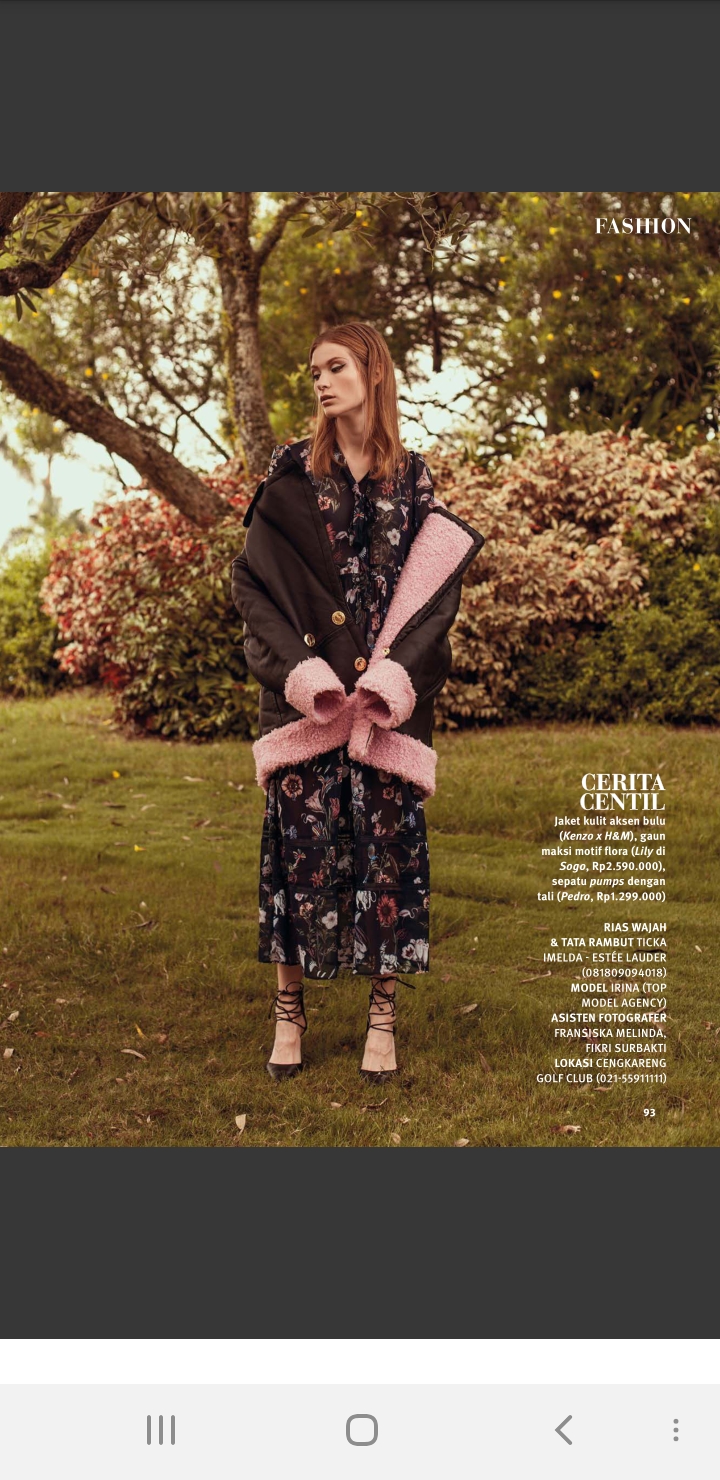 FASHION
CERITA
CENTIL
Jaket kulit aksen bulu
(Kenzo x H&M), gaun
maksi motif flora (Lily di
Sogo, Rp2.590.000),
sepatu pumps dengan
tali (Pedro, Rp1.299.000)
RIAS WAJAH
& TATA RAMBUT TICKA
IMELDA - ESTÉE LAUDER
(081809094018)
MODEL IRINA (TOP
MODEL AGENCY)
ASISTEN FOTOGRAFER
FRANSISKA MELINDA,
FIKRI SURBAKTI
LOKASI CENGKARENG
GOLF CLUB (021-55911111)
93